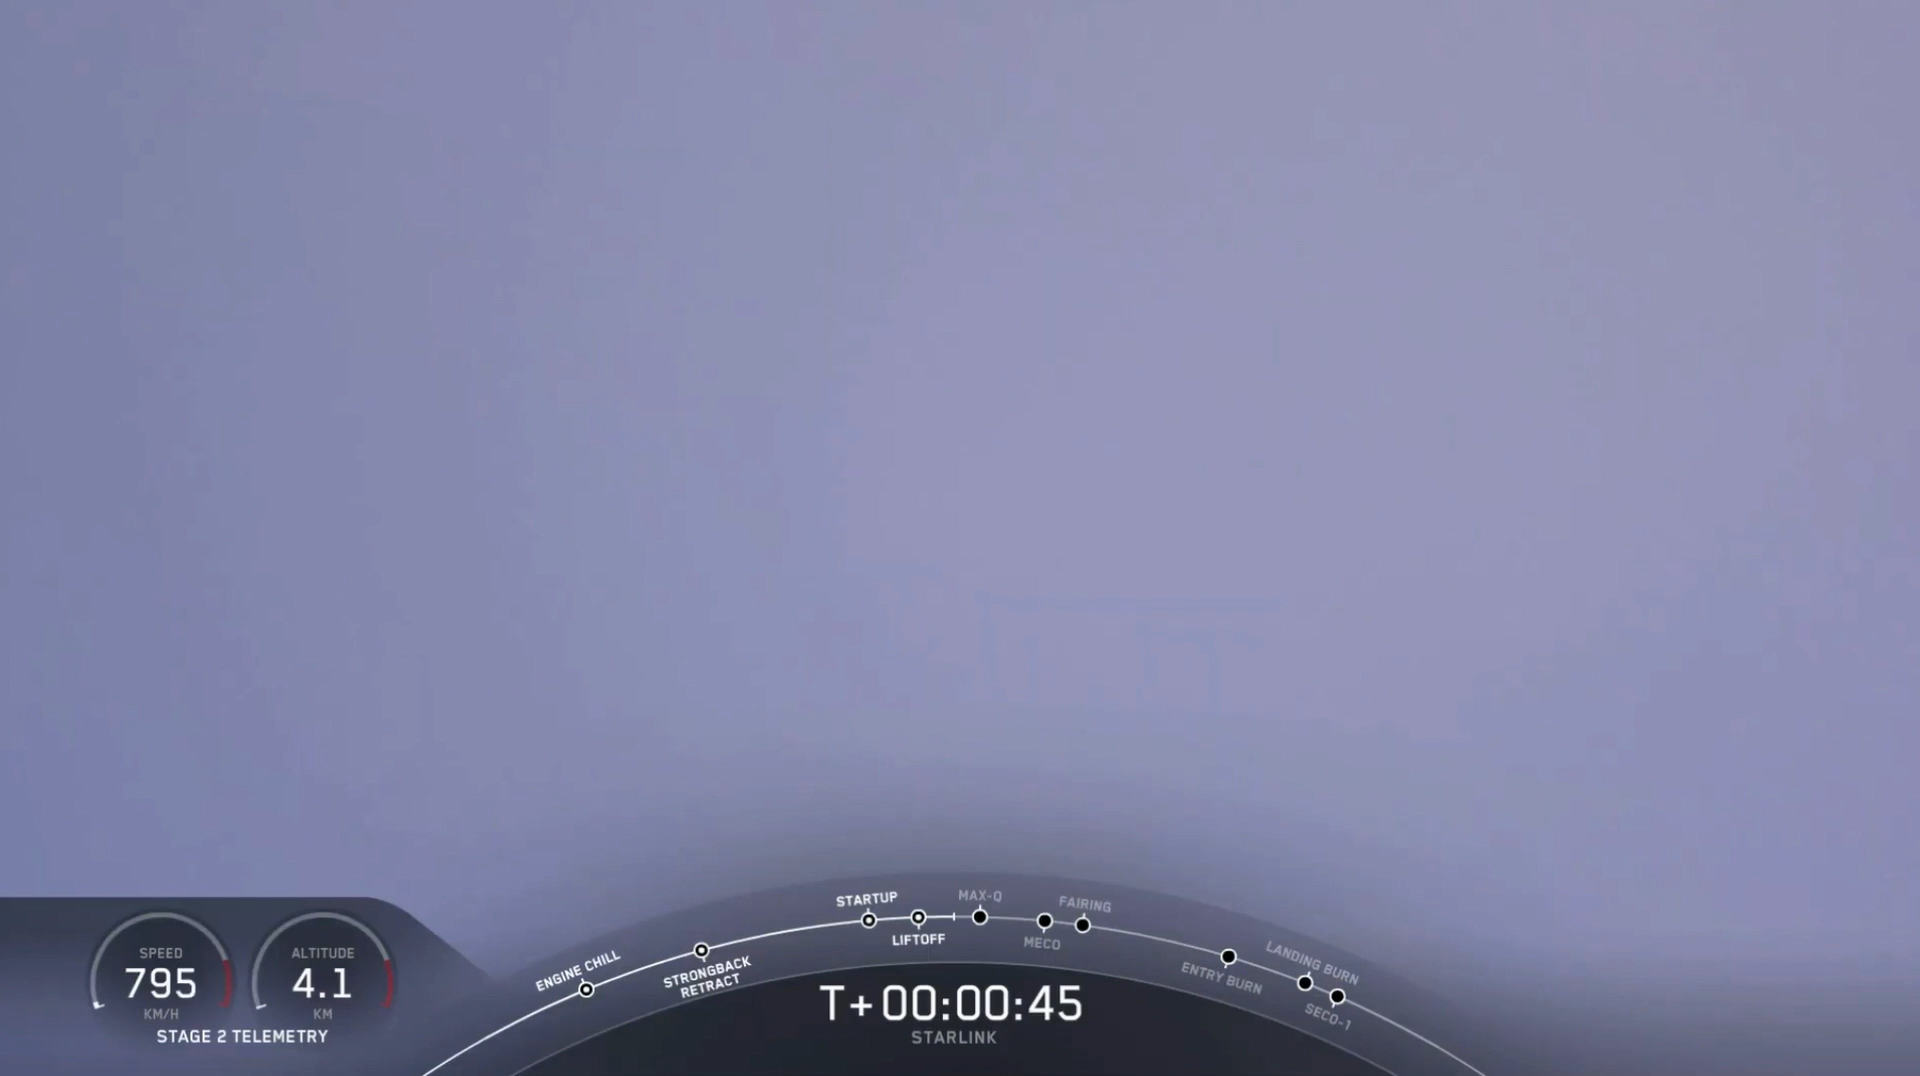 STARTUP
MAX-Q
FAIRING
LIFTOFF
MECO
ENGINE CHILL
STRONGBACK
RETRACT
ENTRY BURN
LANDING BURN
SECO-1
SPEED
795
KM/H
ALTITUDE
4.1
KM
STAGE 2 TELEMETRY
T+00:00:45
STARLINK